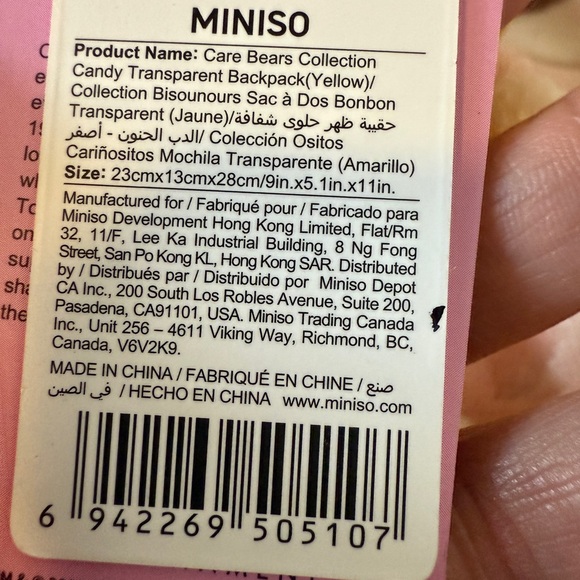 MINISO
Product Name: Care Bears Collection
Candy Transparent Backpack(Yellow)/
Collection Bisounours Sac à Dos Bonbon
Transparent (Jaune)/حقيبة ظهر حلوى شفافة
الدب الحنون - أصفر/ Colección Ositos
Cariñositos Mochila Transparente (Amarillo)
Size: 23cmx13cmx28cm/9in.x5.1in.x11in.
Manufactured for / Fabriqué pour / Fabricado para
Miniso Development Hong Kong Limited, Flat/Rm
32, 11/F, Lee Ka Industrial Building, 8 Ng Fong
Street, San Po Kong KL, Hong Kong SAR. Distributed
by / Distribués par / Distribuido por Miniso Depot
CA Inc., 200 South Los Robles Avenue, Suite 200,
Pasadena, CA91101, USA. Miniso Trading Canada
Inc., Unit 256 – 4611 Viking Way, Richmond, BC,
Canada, V6V2K9.
MADE IN CHINA / FABRIQUÉ EN CHINE / صنع
في الصين / HECHO EN CHINA www.miniso.com
6 942269 505107